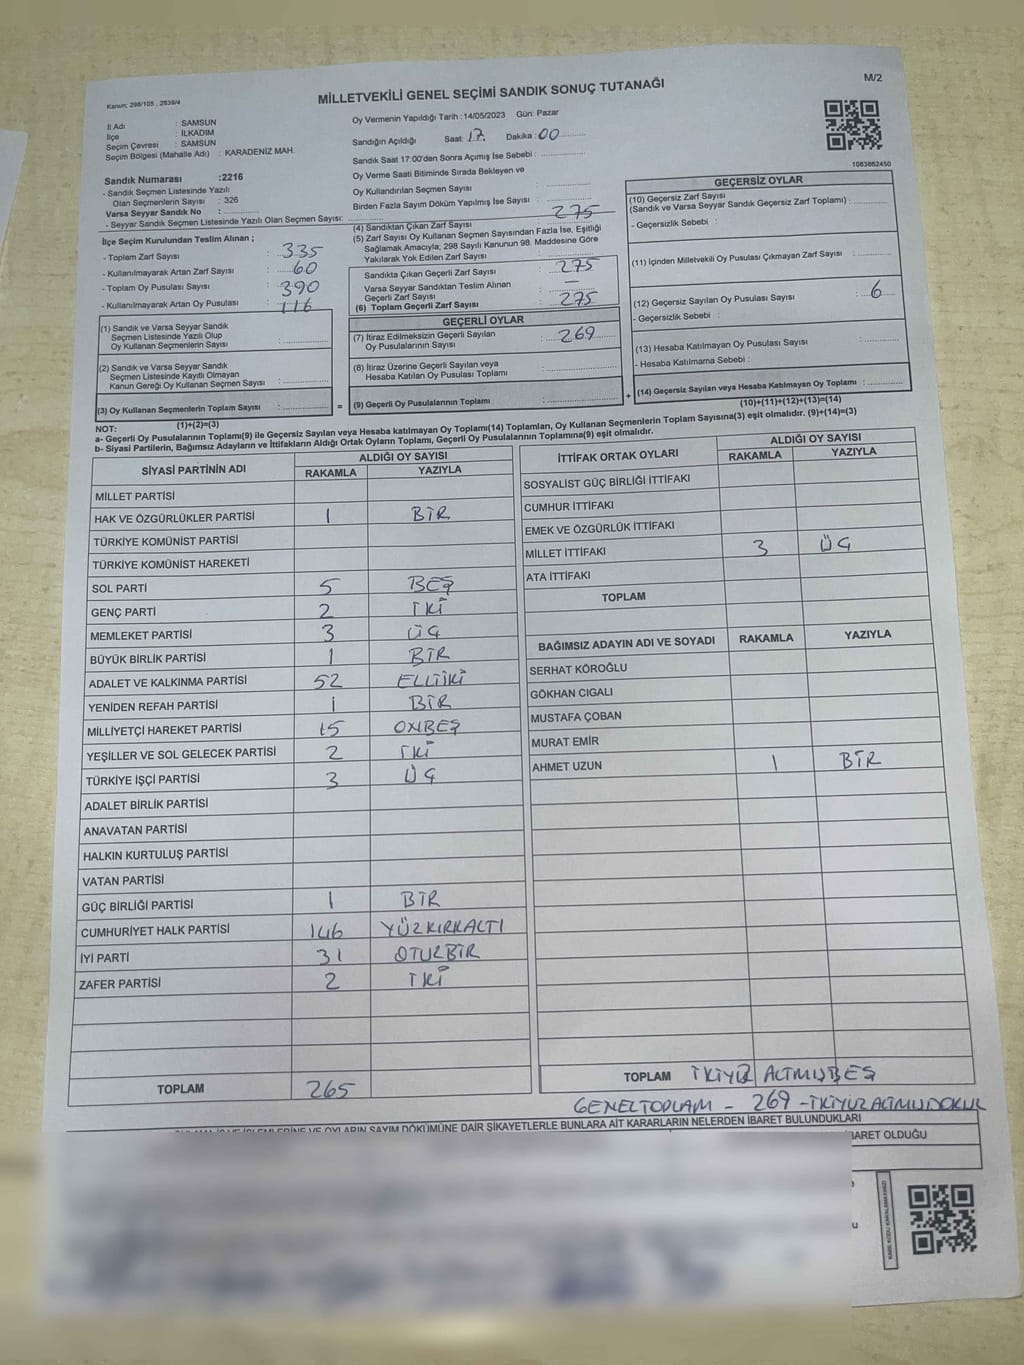 Kanun; 298/105 , 2839/4
MİLLETVEKİLİ GENEL SEÇİMİ SANDIK SONUÇ TUTANAĞI
M/2
İl Adı : SAMSUN
İlçe : İLKADIM
Seçim Çevresi : SAMSUN
Seçim Bölgesi (Mahalle Adı) : KARADENİZ MAH.
Sandık Numarası :2216
- Sandık Seçmen Listesinde Yazılı
Olan Seçmenlerin Sayısı : 326
Varsa Seyyar Sandık No :
- Seyyar Sandık Seçmen Listesinde Yazılı Olan Seçmen Sayısı:
İlçe Seçim Kurulundan Teslim Alınan ;
- Toplam Zarf Sayısı : 335
- Kullanılmayarak Artan Zarf Sayısı : 60
- Toplam Oy Pusulası Sayısı : 390
- Kullanılmayarak Artan Oy Pusulası : 116
(1) Sandık ve Varsa Seyyar Sandık
Seçmen Listesinde Yazılı Olup
Oy Kullanan Seçmenlerin Sayısı :
(2) Sandık ve Varsa Seyyar Sandık
Seçmen Listesinde Kayıtlı Olmayan
Kanun Gereği Oy Kullanan Seçmen Sayısı :
(3) Oy Kullanan Seçmenlerin Toplam Sayısı :
(1)+(2)=(3)
Oy Vermenin Yapıldığı Tarih :14/05/2023 Gün: Pazar
Sandığın Açıldığı Saat: 17 Dakika : 00
Sandık Saat 17:00'den Sonra Açımış İse Sebebi :
Oy Verme Saati Bitiminde Sırada Bekleyen ve
Oy Kullandırılan Seçmen Sayısı :
Birden Fazla Sayım Döküm Yapılmış İse Sayısı :
(4) Sandıktan Çıkan Zarf Sayısı : 275
(5) Zarf Sayısı Oy Kullanan Seçmen Sayısından Fazla İse, Eşitliği
Sağlamak Amacıyla; 298 Sayılı Kanunun 98. Maddesine Göre
Yakılarak Yok Edilen Zarf Sayısı :
Sandıkta Çıkan Geçerli Zarf Sayısı : 275
Varsa Seyyar Sandıktan Teslim Alınan
Geçerli Zarf Sayısı : —
(6) Toplam Geçerli Zarf Sayısı : 275
GEÇERLİ OYLAR
(7) İtiraz Edilmeksizin Geçerli Sayılan
Oy Pusulalarının Sayısı : 269
(8) İtiraz Üzerine Geçerli Sayılan veya
Hesaba Katılan Oy Pusulası Toplamı :
= (9) Geçerli Oy Pusulalarının Toplamı : +
1083862450
GEÇERSİZ OYLAR
(10) Geçersiz Zarf Sayısı
(Sandık ve Varsa Seyyar Sandık Geçersiz Zarf Toplamı) :
- Geçersizlik Sebebi :
(11) İçinden Milletvekili Oy Pusulası Çıkmayan Zarf Sayısı :
(12) Geçersiz Sayılan Oy Pusulası Sayısı : 6
- Geçersizlik Sebebi :
(13) Hesaba Katılmayan Oy Pusulası Sayısı :
- Hesaba Katılmama Sebebi :
(14) Geçersiz Sayılan veya Hesaba Katılmayan Oy Toplamı :
(10)+(11)+(12)+(13)=(14)
NOT:
a- Geçerli Oy Pusulalarının Toplamı(9) ile Geçersiz Sayılan veya Hesaba katılmayan Oy Toplamı(14) Toplamları, Oy Kullanan Seçmenlerin Toplam Sayısına(3) eşit olmalıdır. (9)+(14)=(3)
b- Siyasi Partilerin, Bağımsız Adayların ve İttifakların Aldığı Ortak Oyların Toplamı, Geçerli Oy Pusulalarının Toplamına(9) eşit olmalıdır.
SİYASİ PARTİNİN ADI ALDIĞI OY SAYISI
RAKAMLA YAZIYLA
MİLLET PARTİSİ
HAK VE ÖZGÜRLÜKLER PARTİSİ 1 BİR
TÜRKİYE KOMÜNİST PARTİSİ
TÜRKİYE KOMÜNİST HAREKETİ
SOL PARTİ 5 BEŞ
GENÇ PARTİ 2 İKİ
MEMLEKET PARTİSİ 3 ÜÇ
BÜYÜK BİRLİK PARTİSİ 1 BİR
ADALET VE KALKINMA PARTİSİ 52 ELLİİKİ
YENİDEN REFAH PARTİSİ 1 BİR
MİLLİYETÇİ HAREKET PARTİSİ 15 ONBEŞ
YEŞİLLER VE SOL GELECEK PARTİSİ 2 İKİ
TÜRKİYE İŞÇİ PARTİSİ 3 ÜÇ
ADALET BİRLİK PARTİSİ
ANAVATAN PARTİSİ
HALKIN KURTULUŞ PARTİSİ
VATAN PARTİSİ
GÜÇ BİRLİĞİ PARTİSİ 1 BİR
CUMHURİYET HALK PARTİSİ 146 YÜZKIRKALTI
İYİ PARTİ 31 OTUZBİR
ZAFER PARTİSİ 2 İKİ
TOPLAM 265
İTTİFAK ORTAK OYLARI ALDIĞI OY SAYISI
RAKAMLA YAZIYLA
SOSYALİST GÜÇ BİRLİĞİ İTTİFAKI
CUMHUR İTTİFAKI
EMEK VE ÖZGÜRLÜK İTTİFAKI
MİLLET İTTİFAKI 3 ÜÇ
ATA İTTİFAKI
TOPLAM
BAĞIMSIZ ADAYIN ADI VE SOYADI RAKAMLA YAZIYLA
SERHAT KÖROĞLU
GÖKHAN CIGALI
MUSTAFA ÇOBAN
MURAT EMİR
AHMET UZUN 1 BİR
TOPLAM İKİYÜZ ALTMIŞBEŞ
GENEL TOPLAM - 269 - İKİYÜZALTMIŞDOKUZ
OYLARIN SAYIM DÖKÜMÜNE DAİR ŞİKAYETLERLE BUNLARA AİT KARARLARIN NELERDEN İBARET BULUNDUKLARI
İBARET OLDUĞU